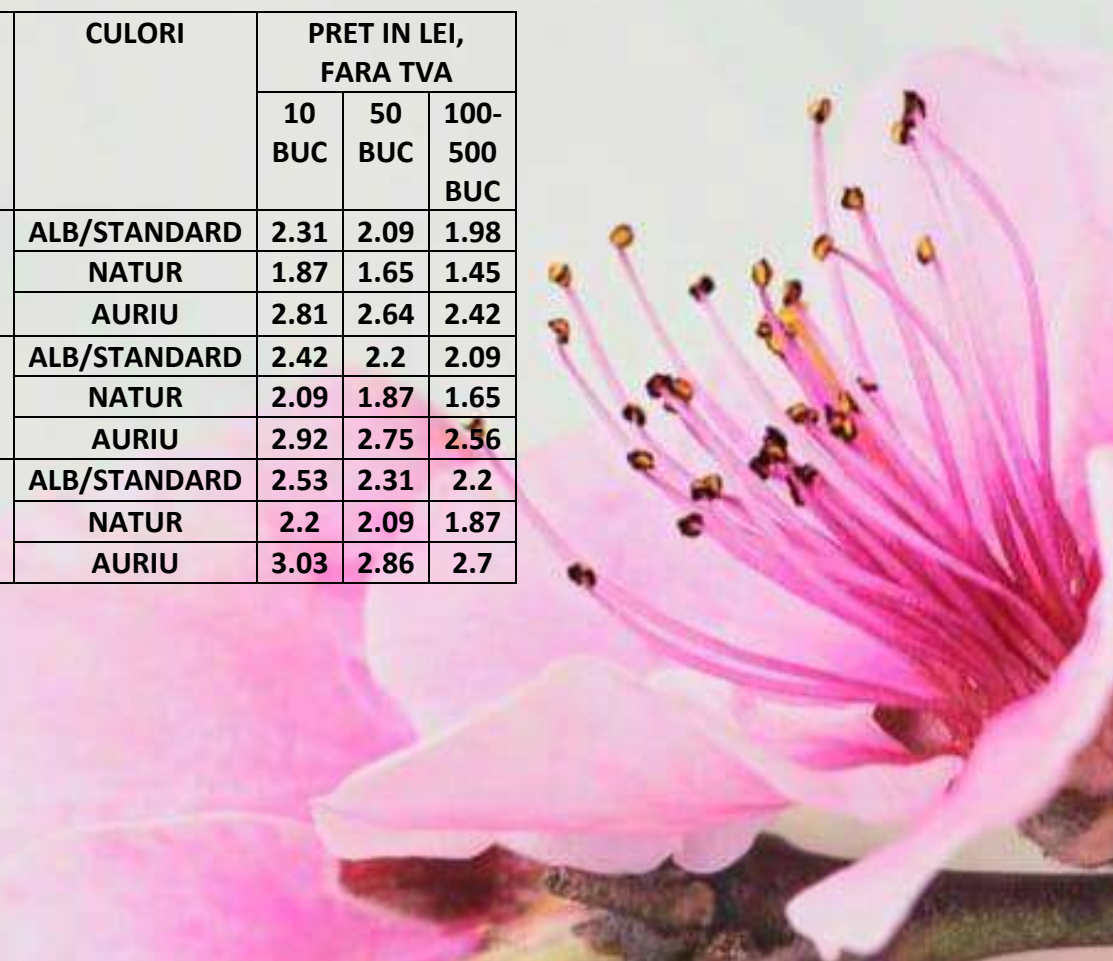 CULORI PRET IN LEI,
FARA TVA
10 50 100-
BUC BUC 500
BUC
ALB/STANDARD 2.31 2.09 1.98
NATUR 1.87 1.65 1.45
AURIU 2.81 2.64 2.42
ALB/STANDARD 2.42 2.2 2.09
NATUR 2.09 1.87 1.65
AURIU 2.92 2.75 2.56
ALB/STANDARD 2.53 2.31 2.2
NATUR 2.2 2.09 1.87
AURIU 3.03 2.86 2.7